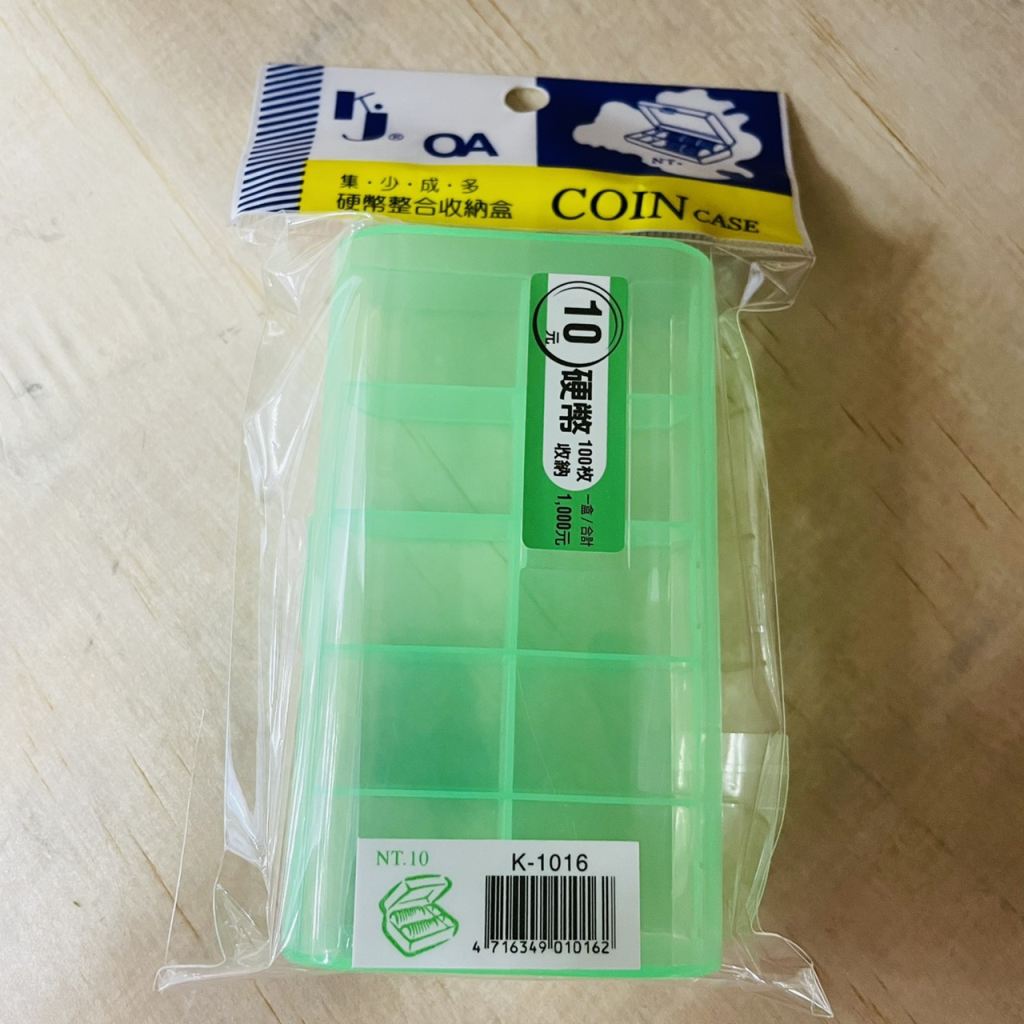 KJ®
OA
NT.
集·少·成·多
硬幣整合收納盒
COIN CASE
10元
硬幣
100枚
收納
一盒/合計
1,000元
NT.10
K-1016
4 716349 010162